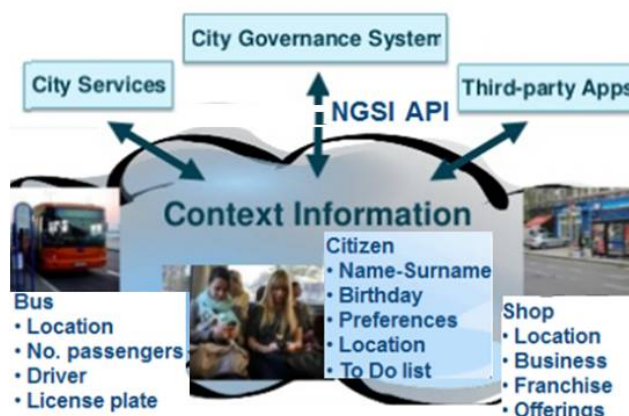 City Governance System
City Services
Third-party Apps
NGSI API
Context Information
Citizen
• Name-Surname
• Birthday
• Preferences
• Location
• To Do list
Bus
• Location
• No. passengers
• Driver
• License plate
Shop
• Location
• Business
• Franchise
• Offerings